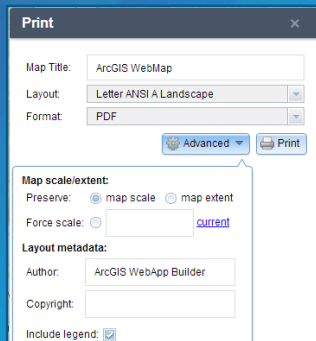 Print ×
Map Title: ArcGIS WebMap
Layout: Letter ANSI A Landscape
Format: PDF
Advanced Print
Map scale/extent:
Preserve: map scale map extent
Force scale: current
Layout metadata:
Author: ArcGIS WebApp Builder
Copyright:
Include legend: